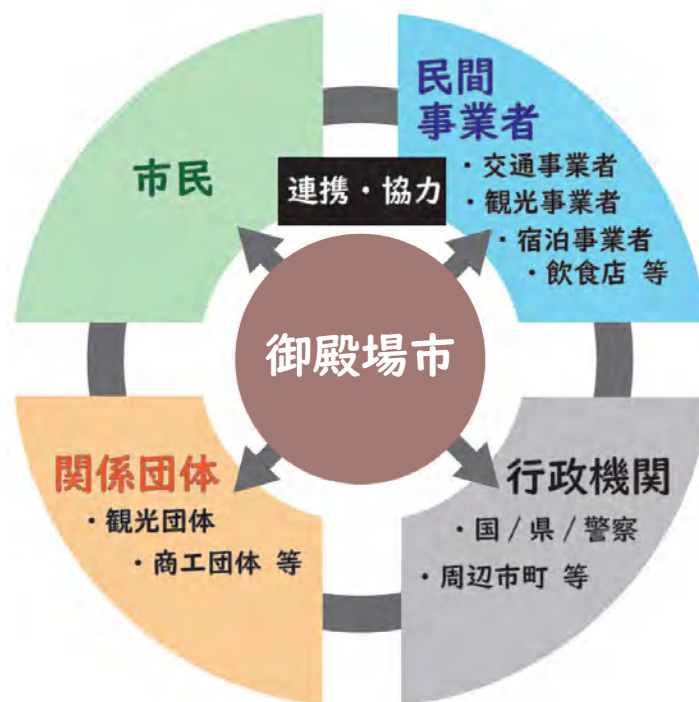 市民
民間
事業者
・交通事業者
・観光事業者
・宿泊事業者
・飲食店 等
連携・協力
御殿場市
関係団体
・観光団体
・商工団体 等
行政機関
・国 / 県 / 警察
・周辺市町 等